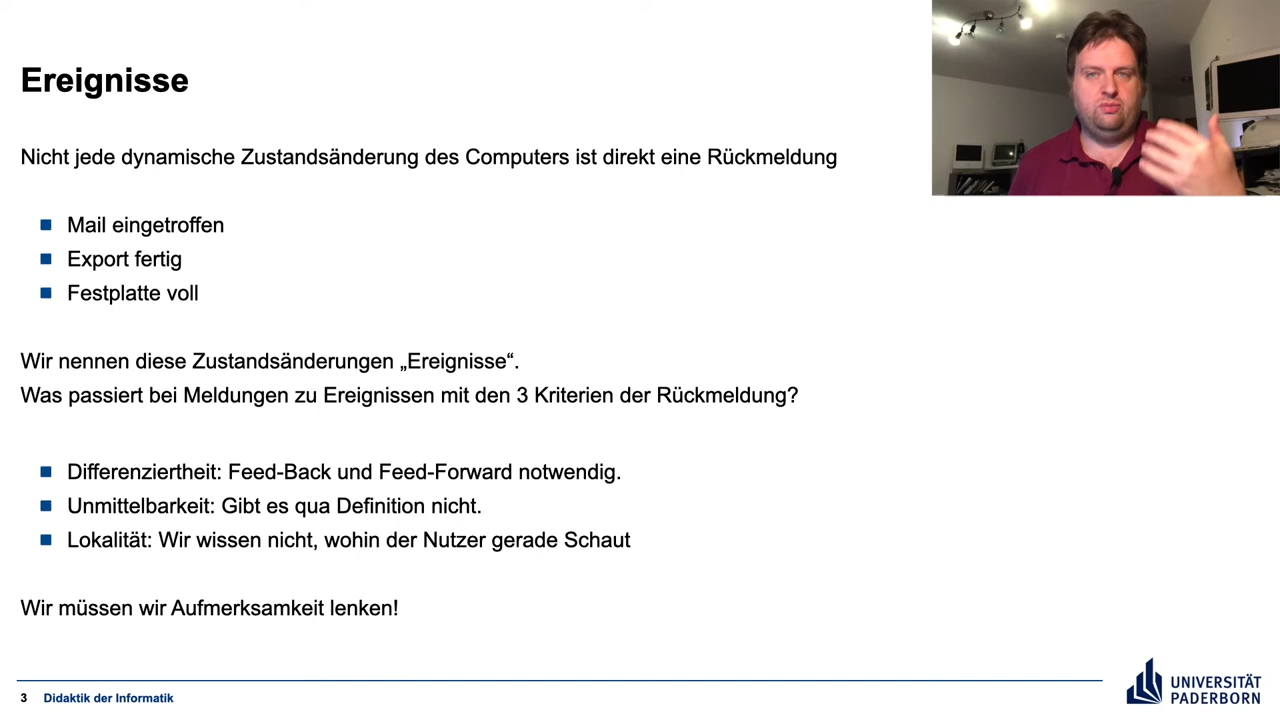 Ereignisse
Nicht jede dynamische Zustandsänderung des Computers ist direkt eine Rückmeldung
Mail eingetroffen
Export fertig
Festplatte voll
Wir nennen diese Zustandsänderungen „Ereignisse“.
Was passiert bei Meldungen zu Ereignissen mit den 3 Kriterien der Rückmeldung?
Differenziertheit: Feed-Back und Feed-Forward notwendig.
Unmittelbarkeit: Gibt es qua Definition nicht.
Lokalität: Wir wissen nicht, wohin der Nutzer gerade Schaut
Wir müssen wir Aufmerksamkeit lenken!
3 Didaktik der Informatik
UNIVERSITÄT
PADERBORN